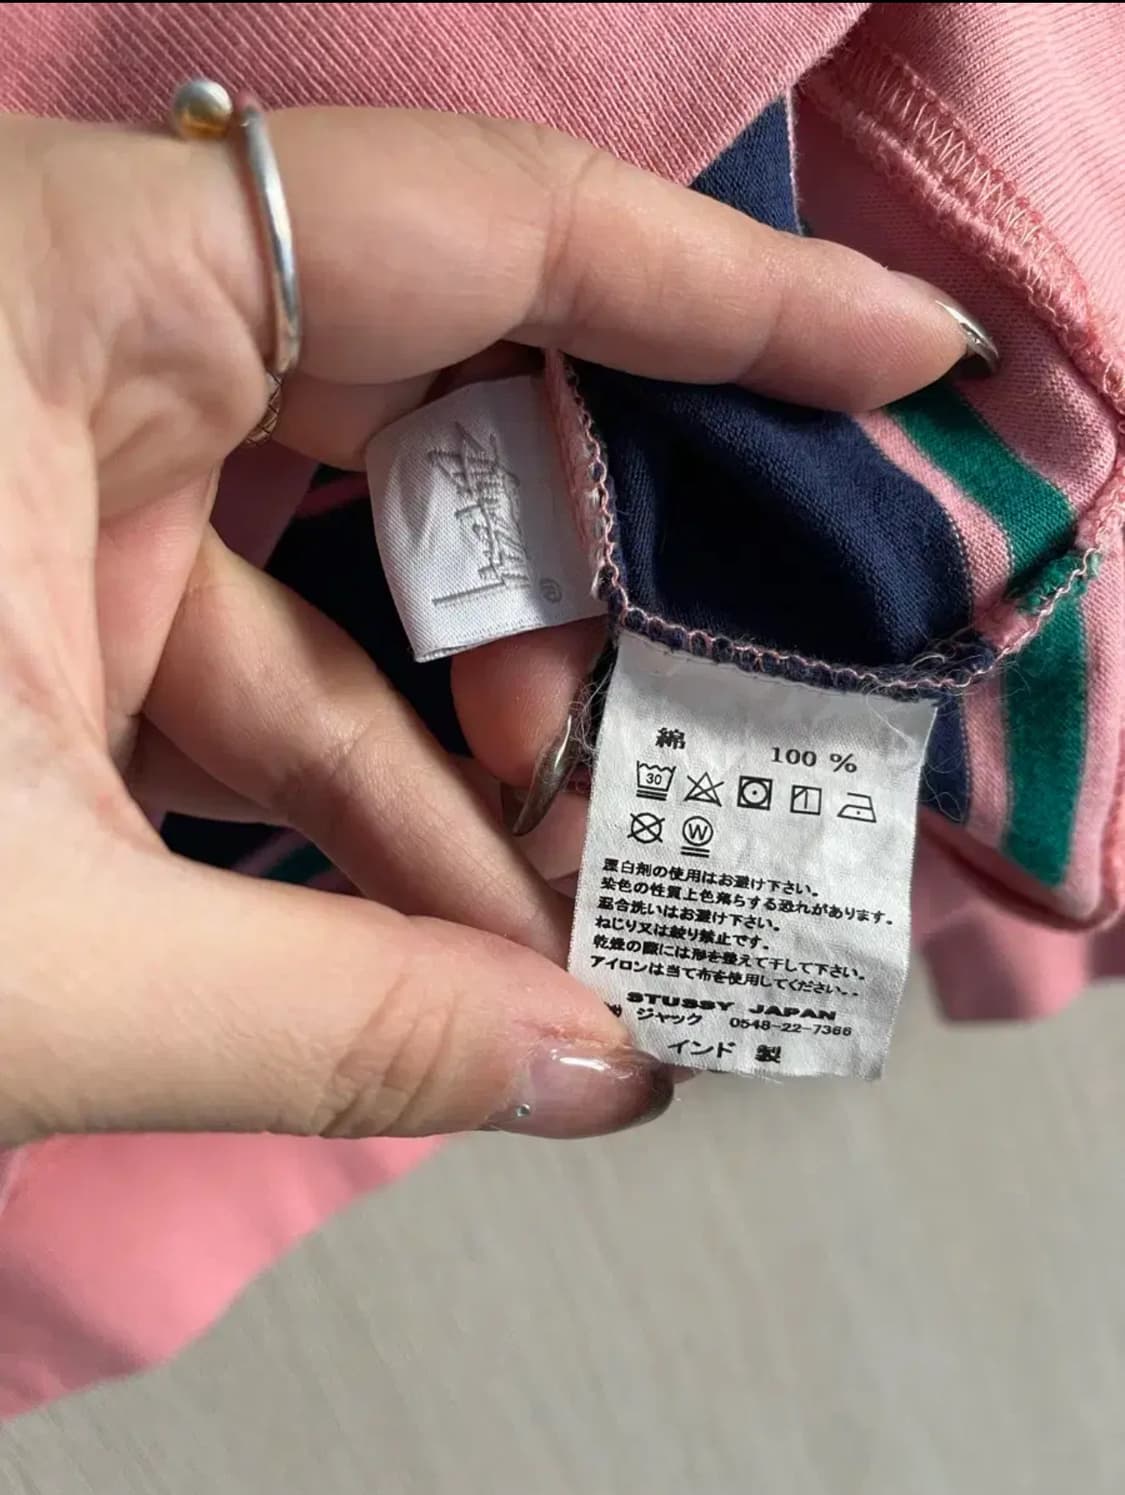 Stüssy
®
綿 100 %
30
W
漂白剤の使用はお避け下さい。
染色の性質上色落ちする恐れがあります。
混合洗いはお避け下さい。
ねじり又は絞り禁止です。
乾燥の際には形を整えて干して下さい。
アイロンは当て布を使用してください。
STUSSY JAPAN
ジャック 0548-22-7366
インド 製